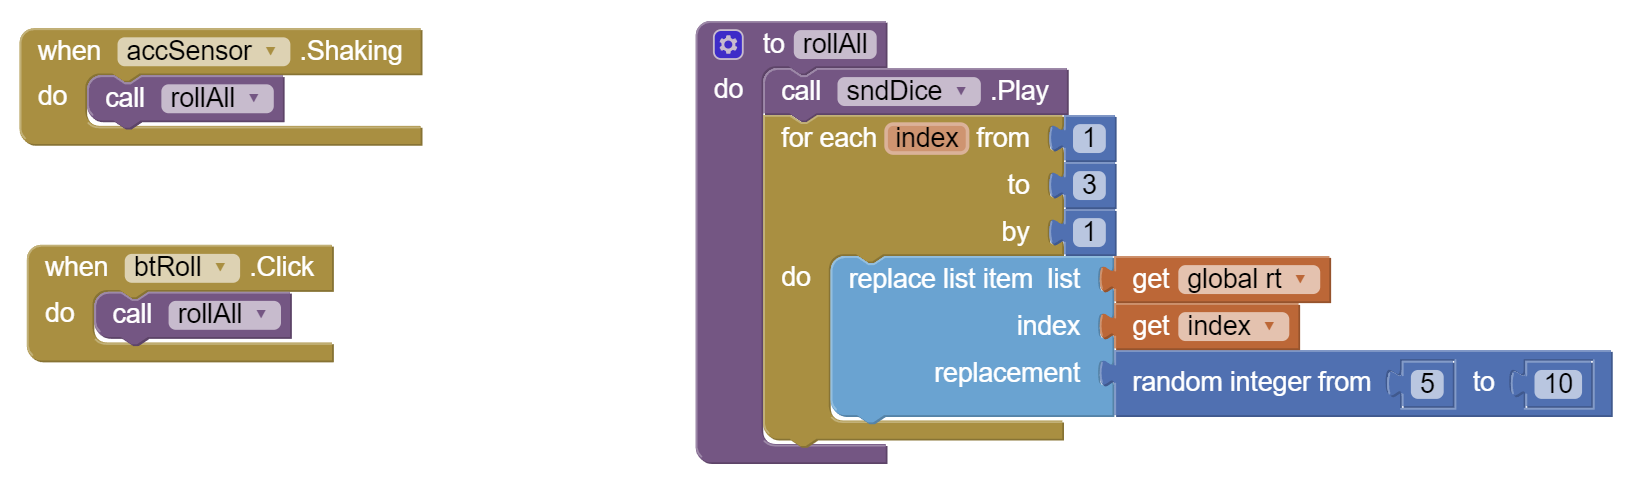 when accSensor .Shaking
do call rollAll
when btRoll .Click
do call rollAll
to rollAll
do call sndDice .Play
for each index from 1
to 3
by 1
do replace list item list get global rt
index get index
replacement random integer from 5 to 10